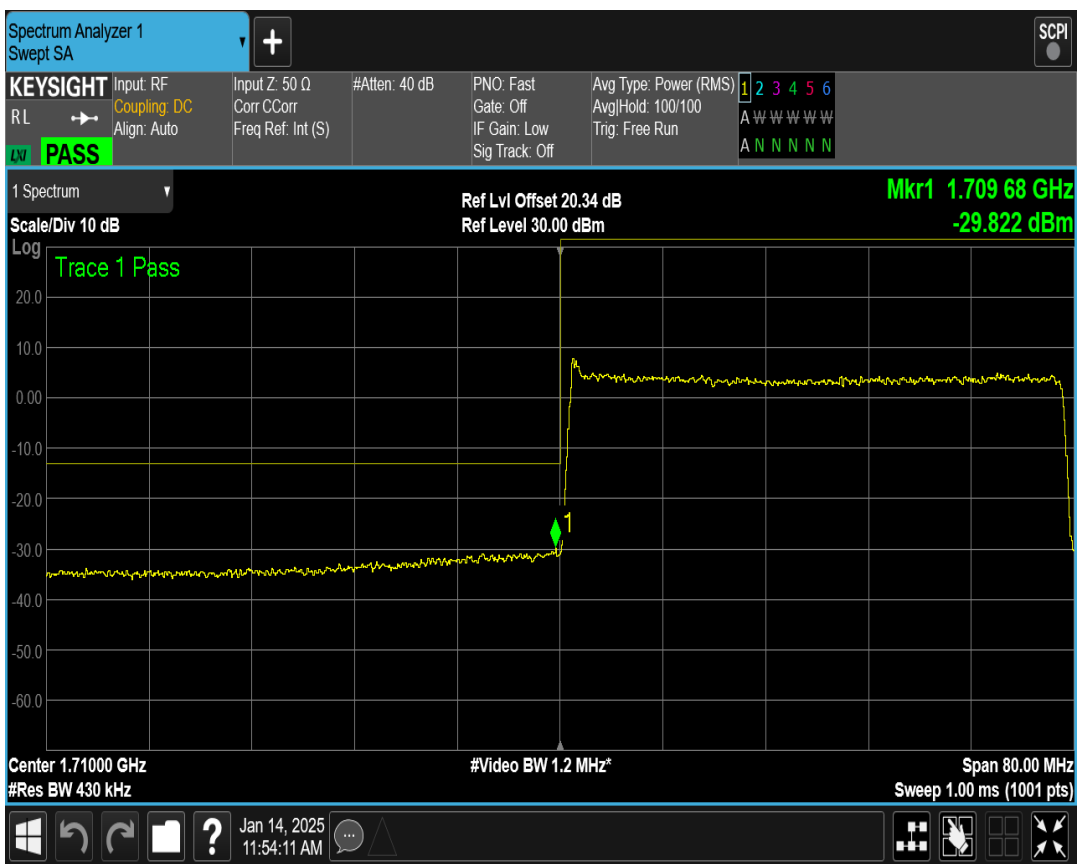 Spectrum Analyzer 1
Swept SA
SCPI
KEYSIGHT
RL
LXI PASS
Input: RF
Coupling: DC
Align: Auto
Input Z: 50 Ω
Corr CCorr
Freq Ref: Int (S)
#Atten: 40 dB
PNO: Fast
Gate: Off
IF Gain: Low
Sig Track: Off
Avg Type: Power (RMS)
Avg|Hold: 100/100
Trig: Free Run
1 2 3 4 5 6
A W W W W W
A N N N N N
1 Spectrum
Scale/Div 10 dB
Ref Lvl Offset 20.34 dB
Ref Level 30.00 dBm
Mkr1 1.709 68 GHz
-29.822 dBm
Log
Trace 1 Pass
20.0
10.0
0.00
-10.0
-20.0
1
-30.0
-40.0
-50.0
-60.0
Center 1.71000 GHz
#Res BW 430 kHz
#Video BW 1.2 MHz*
Span 80.00 MHz
Sweep 1.00 ms (1001 pts)
?
Jan 14, 2025
11:54:11 AM